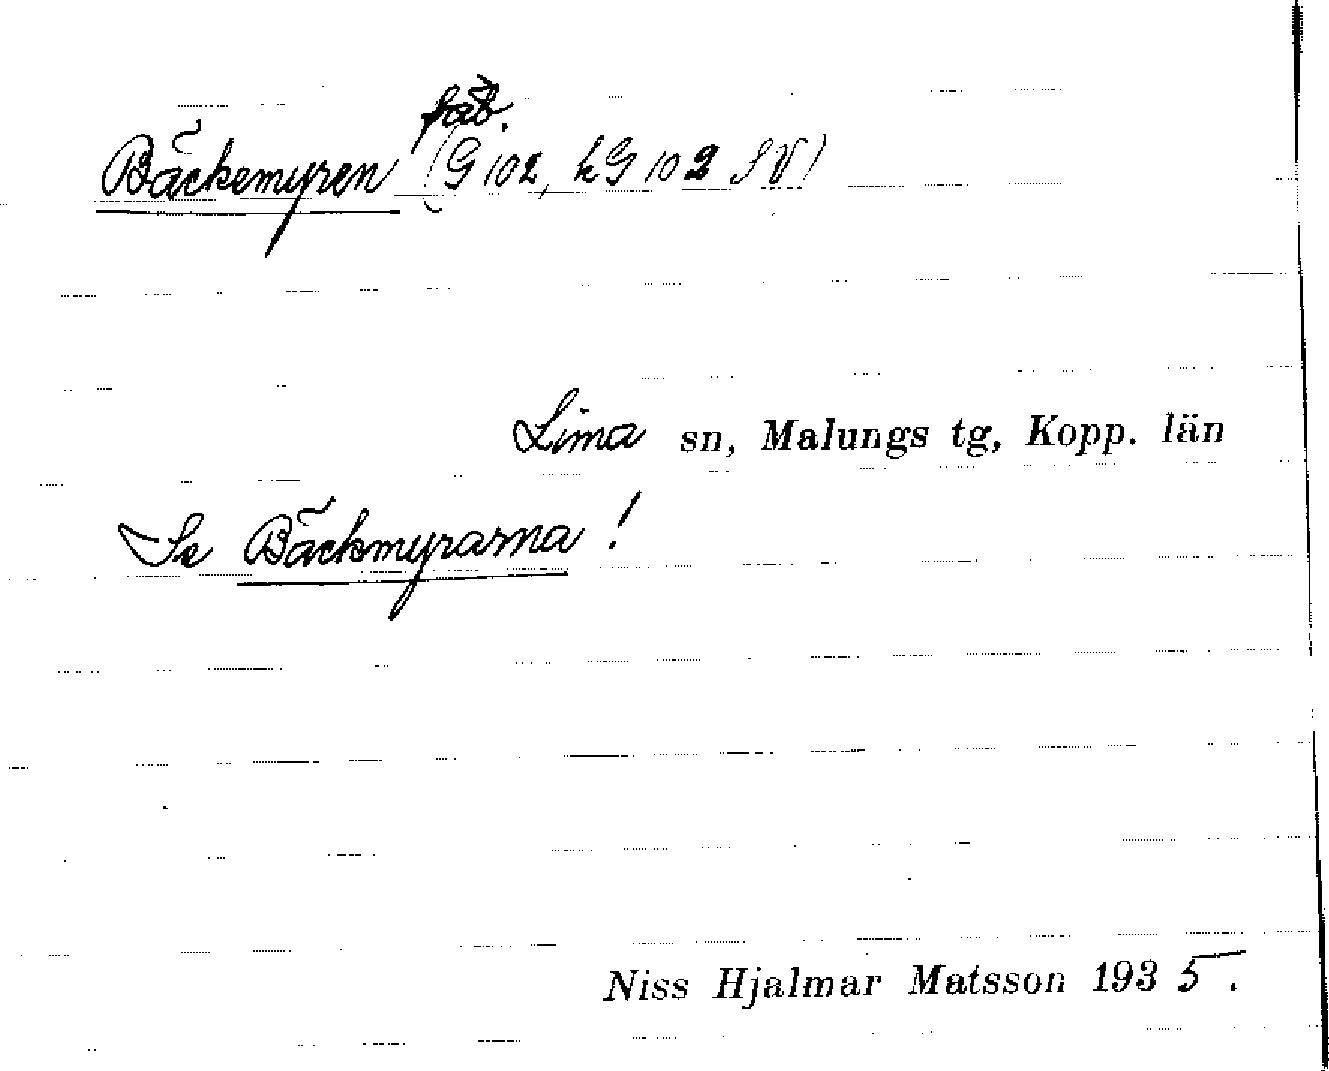 Bäckemyren fäb. (G 102, kG 102 SV)
Lima sn, Malungs tg, Kopp. län
Se Bäckmyrarna!
Niss Hjalmar Matsson 1935.